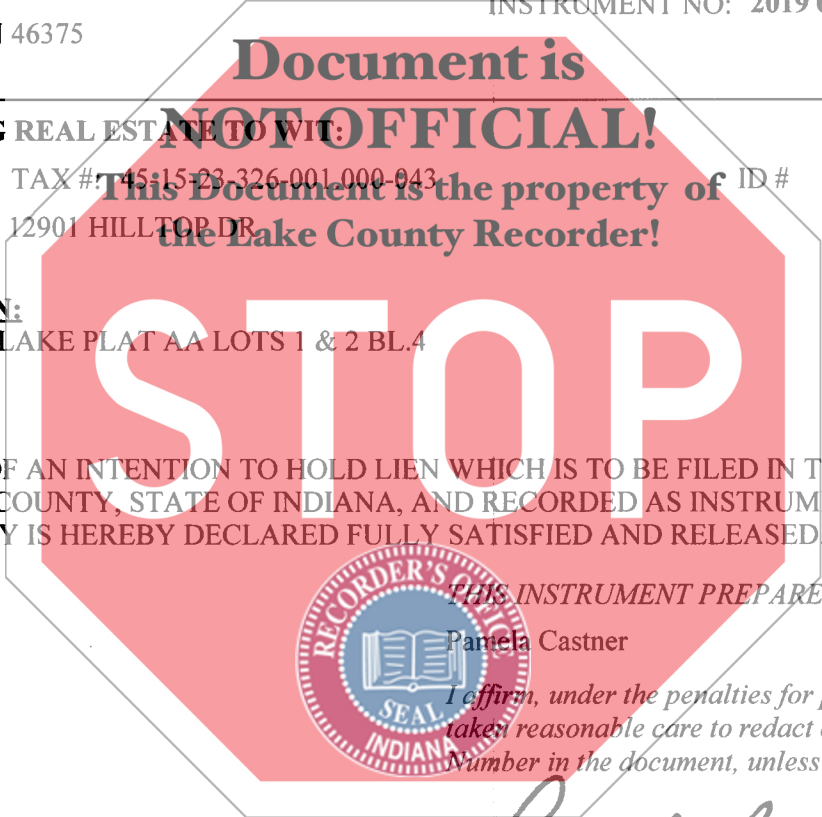 INSTRUMENT NO: 2019
46375
Document is
NOT OFFICIAL!
G REAL ESTATE TO WIT:
TAX #: 45-15-23-326-001.000-043 ID #
This Document is the property of
12901 HILLTOP DR
the Lake County Recorder!
N:
LAKE PLAT AA LOTS 1 & 2 BL.4
STOP
OF AN INTENTION TO HOLD LIEN WHICH IS TO BE FILED IN T
COUNTY, STATE OF INDIANA, AND RECORDED AS INSTRUM
Y IS HEREBY DECLARED FULLY SATISFIED AND RELEASED.
THIS INSTRUMENT PREPARE
Pamela Castner
I affirm, under the penalties for
taken reasonable care to redact
Number in the document, unless
RECORDER'S OFFICE
SEAL
INDIANA